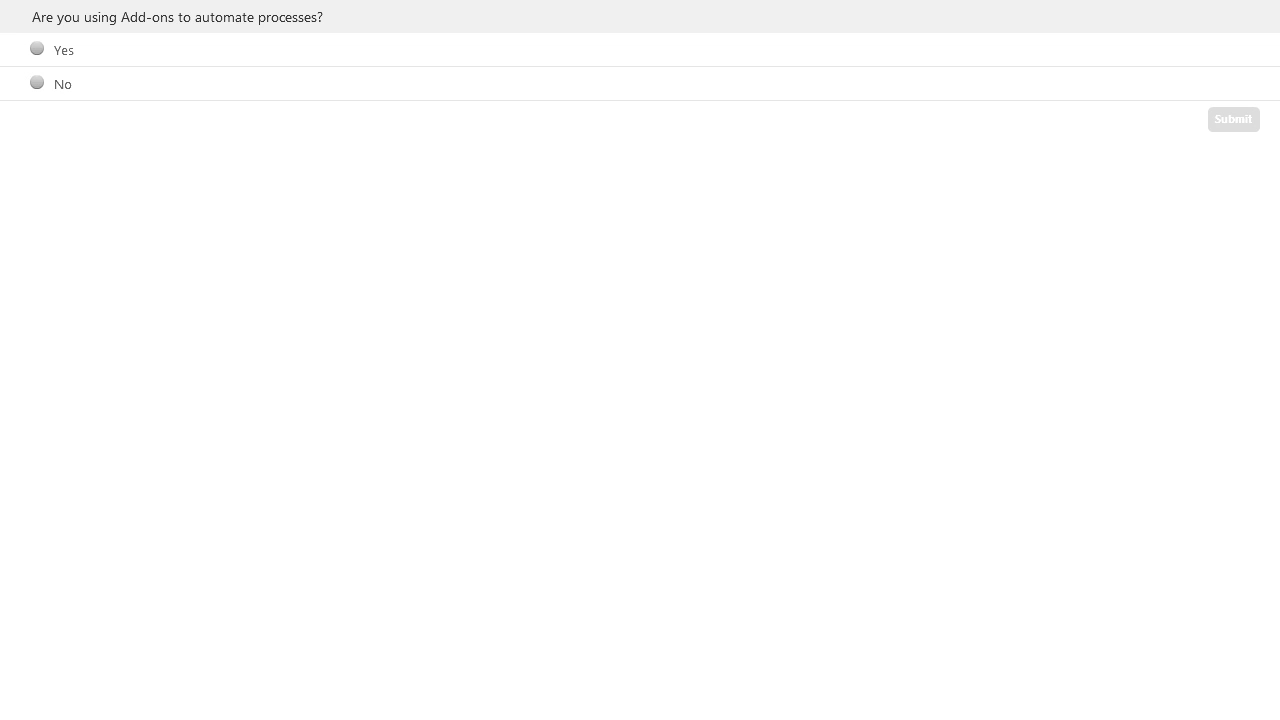 Are you using Add-ons to automate processes?
Yes
No
Submit